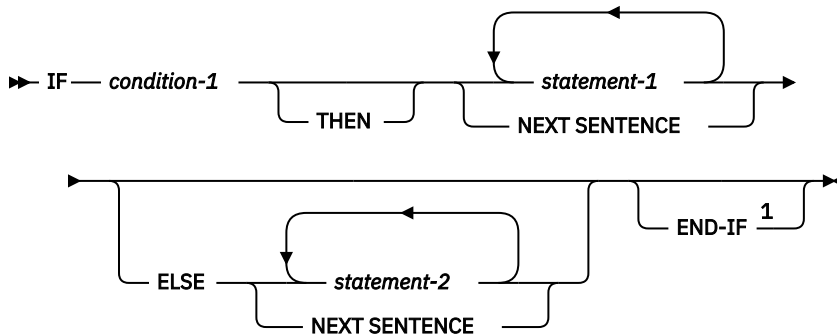 IF condition-1 statement-1
THEN NEXT SENTENCE
END-IF 1
ELSE statement-2
NEXT SENTENCE